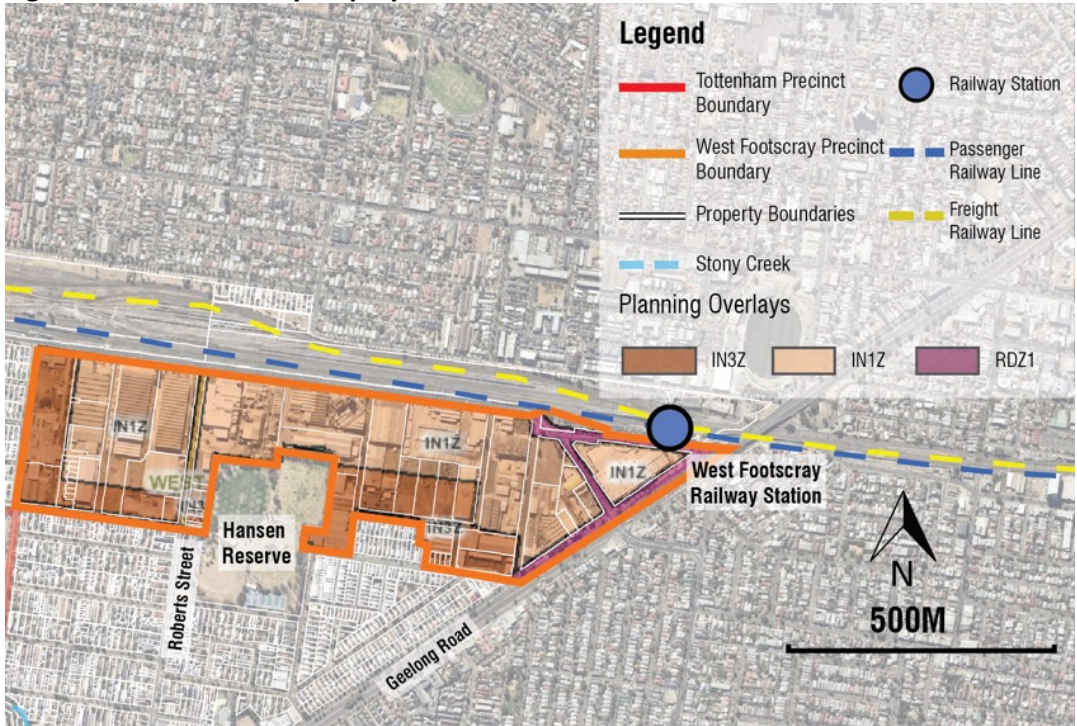 Legend
Tottenham Precinct
Boundary
Railway Station
West Footscray Precinct
Boundary
Passenger
Railway Line
Property Boundaries
Freight
Railway Line
Stony Creek
Planning Overlays
IN3Z
IN1Z
RDZ1
IN1Z
IN1Z
IN1Z
WEST
IN3Z
West Footscray
Railway Station
Hansen
Reserve
Roberts Street
Geelong Road
N
500M